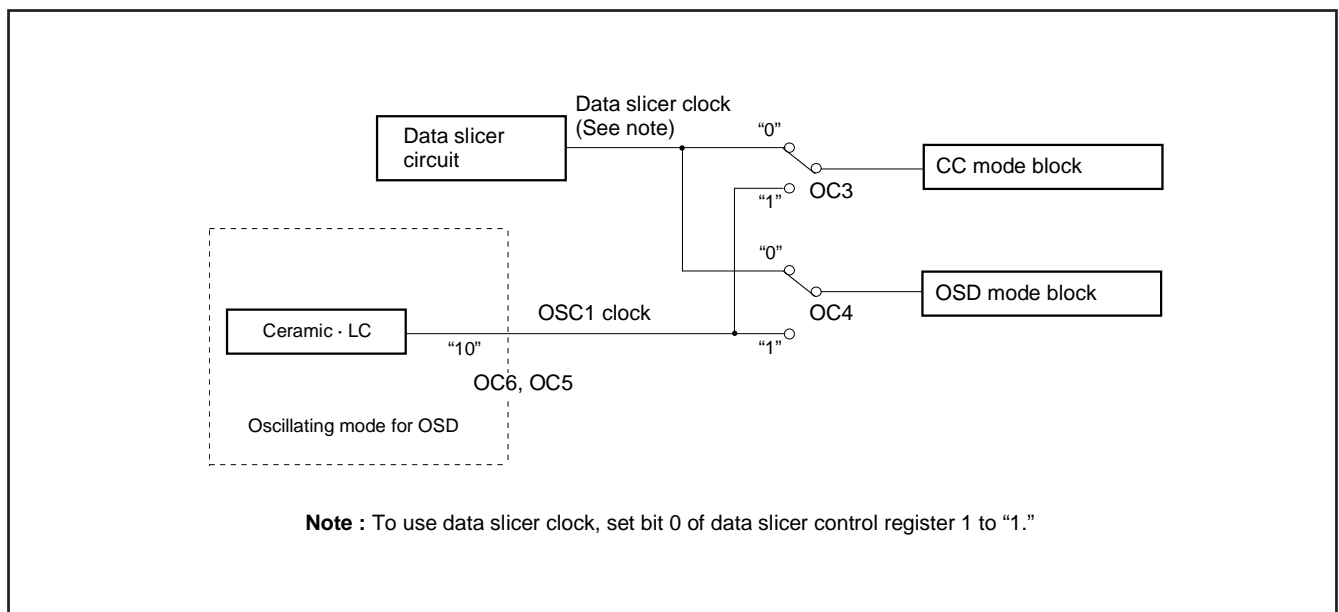 Data slicer clock
(See note)
Data slicer
circuit
“0”
CC mode block
“1”
OC3
“0”
OSD mode block
OC4
OSC1 clock
Ceramic · LC
“10”
“1”
OC6, OC5
Oscillating mode for OSD
Note : To use data slicer clock, set bit 0 of data slicer control register 1 to “1.”